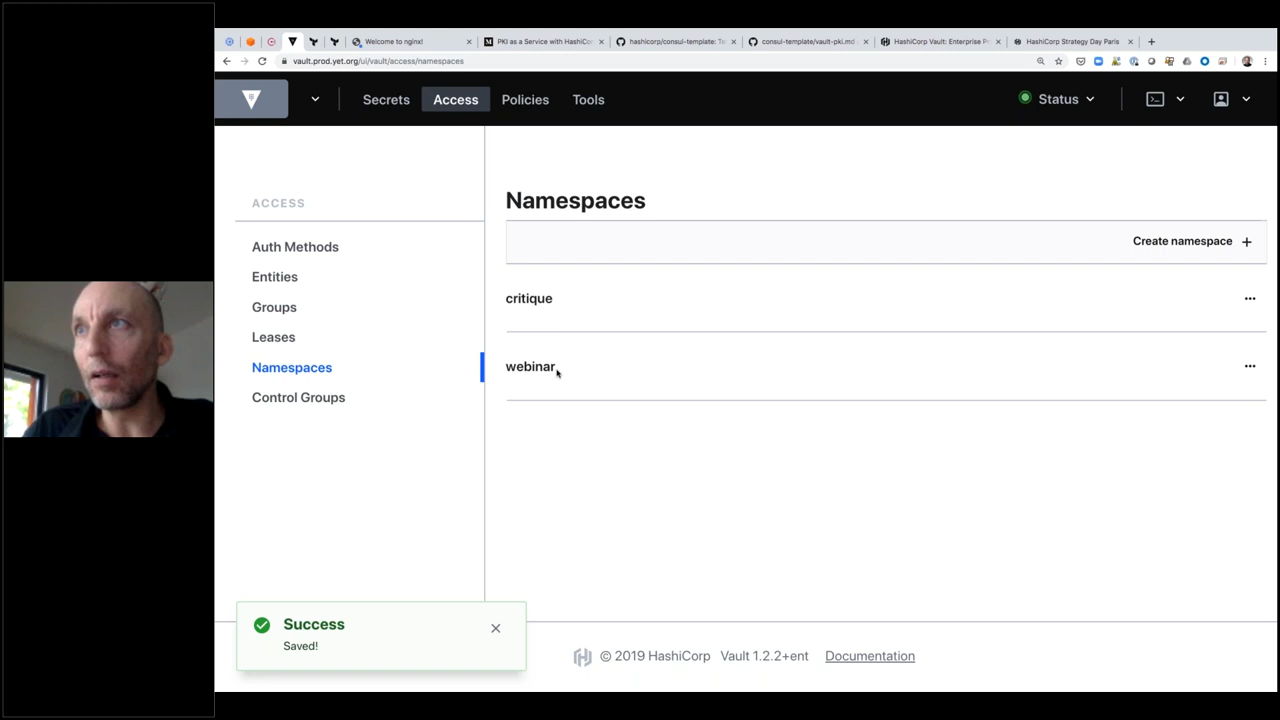 Welcome to nginx!
PKI as a Service with HashiC
hashicorp/consul-template: T
consul-template/vault-pki.md
HashiCorp Vault: Enterprise P
HashiCorp Strategy Day Paris
vault.prod.yet.org/ui/vault/access/namespaces
Secrets
Access
Policies
Tools
Status
ACCESS
Auth Methods
Entities
Groups
Leases
Namespaces
Control Groups
Namespaces
Create namespace +
critique
webinar
Success
Saved!
© 2019 HashiCorp Vault 1.2.2+ent Documentation